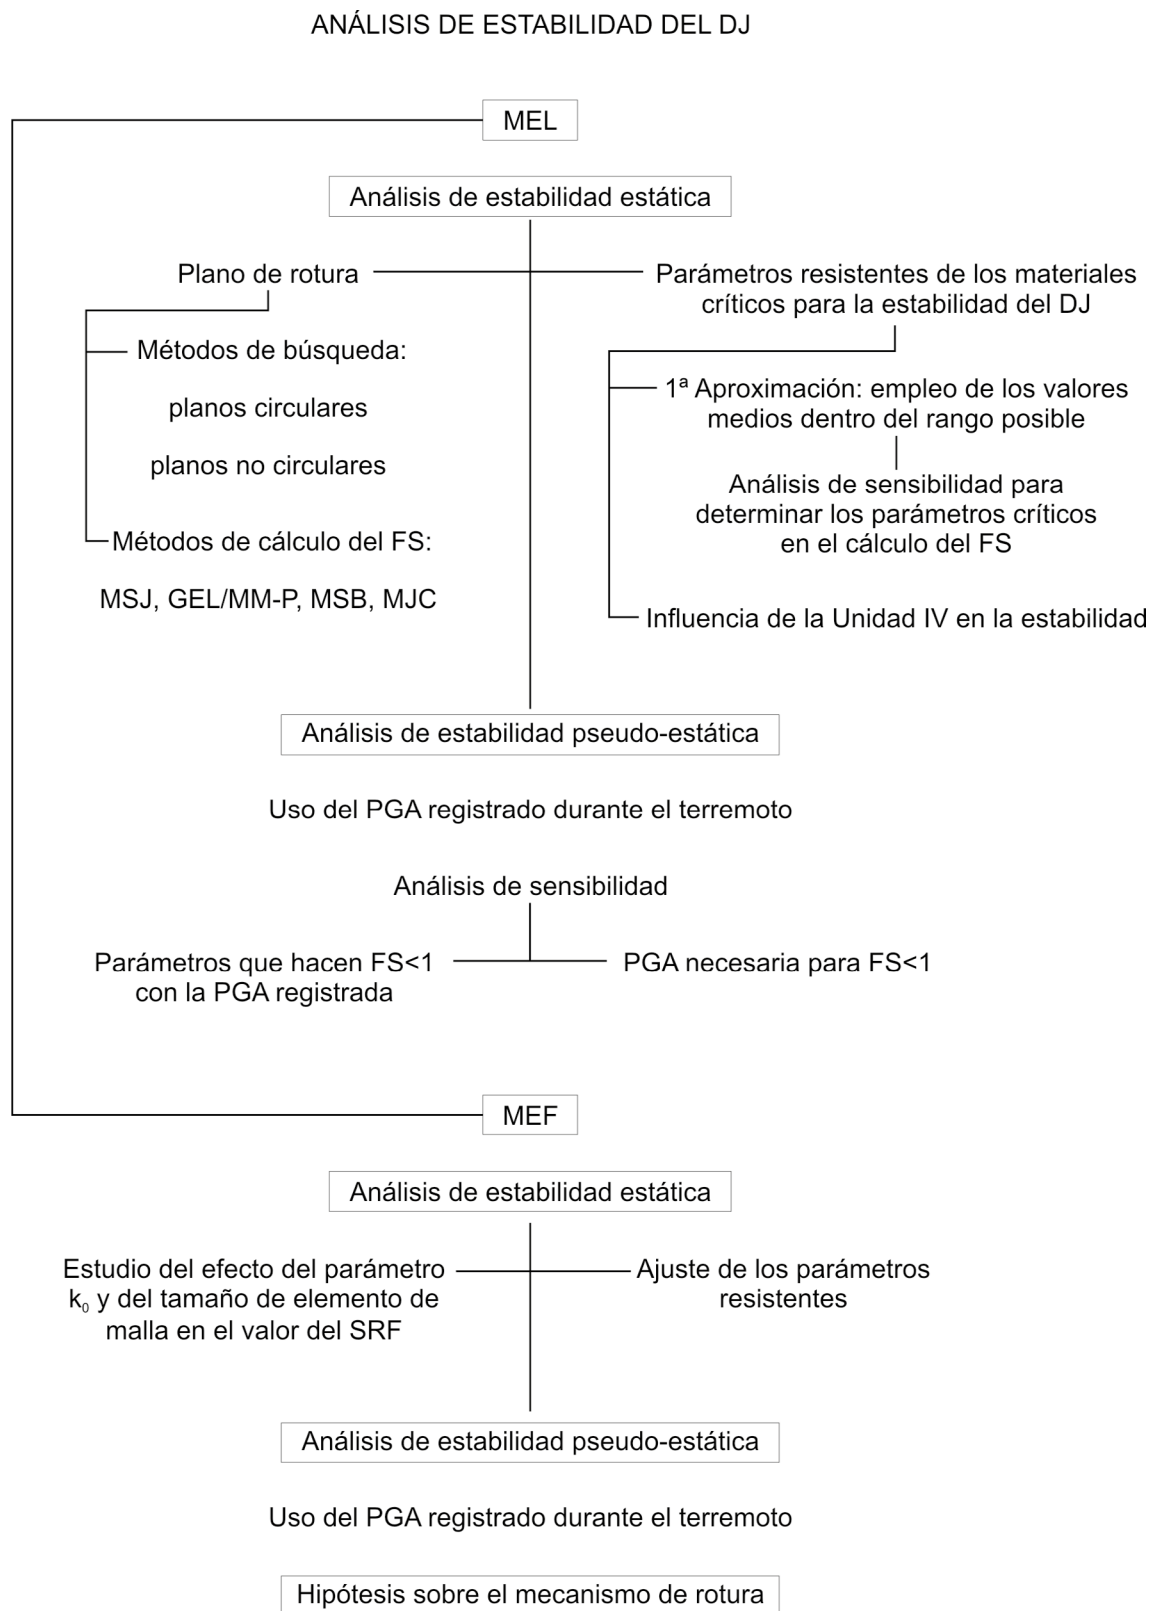 ANÁLISIS DE ESTABILIDAD DEL DJ
MEL
Análisis de estabilidad estática
Plano de rotura
Métodos de búsqueda:
planos circulares
planos no circulares
Métodos de cálculo del FS:
MSJ, GEL/MM-P, MSB, MJC
Parámetros resistentes de los materiales
críticos para la estabilidad del DJ
1ª Aproximación: empleo de los valores
medios dentro del rango posible
Análisis de sensibilidad para
determinar los parámetros críticos
en el cálculo del FS
Influencia de la Unidad IV en la estabilidad
Análisis de estabilidad pseudo-estática
Uso del PGA registrado durante el terremoto
Análisis de sensibilidad
Parámetros que hacen FS<1
con la PGA registrada
PGA necesaria para FS<1
MEF
Análisis de estabilidad estática
Estudio del efecto del parámetro
k₀ y del tamaño de elemento de
malla en el valor del SRF
Ajuste de los parámetros
resistentes
Análisis de estabilidad pseudo-estática
Uso del PGA registrado durante el terremoto
Hipótesis sobre el mecanismo de rotura